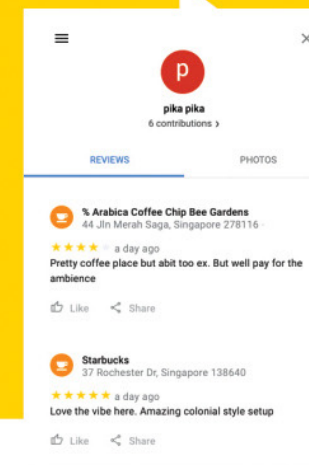 p
pika pika
6 contributions >
REVIEWS PHOTOS
% Arabica Coffee Chip Bee Gardens
44 Jln Merah Saga, Singapore 278116
a day ago
Pretty coffee place but abit too ex. But well pay for the
ambience
Like Share
Starbucks
37 Rochester Dr, Singapore 138640
a day ago
Love the vibe here. Amazing colonial style setup
Like Share